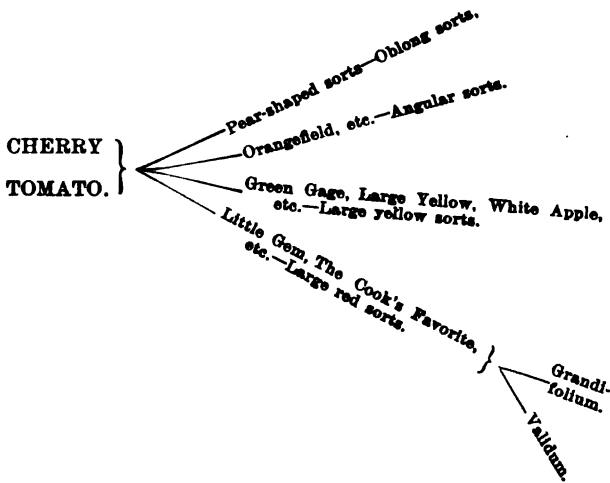 CHERRY
TOMATO.
Pear-shaped sorts—Oblong sorts,
Orangefield, etc.—Angular sorts.
Green Gage, Large Yellow, White Apple,
etc.—Large yellow sorts.
Little Gem, The Cook's Favorite,
etc.—Large red sorts.
Grandi-
folium.
Validum.